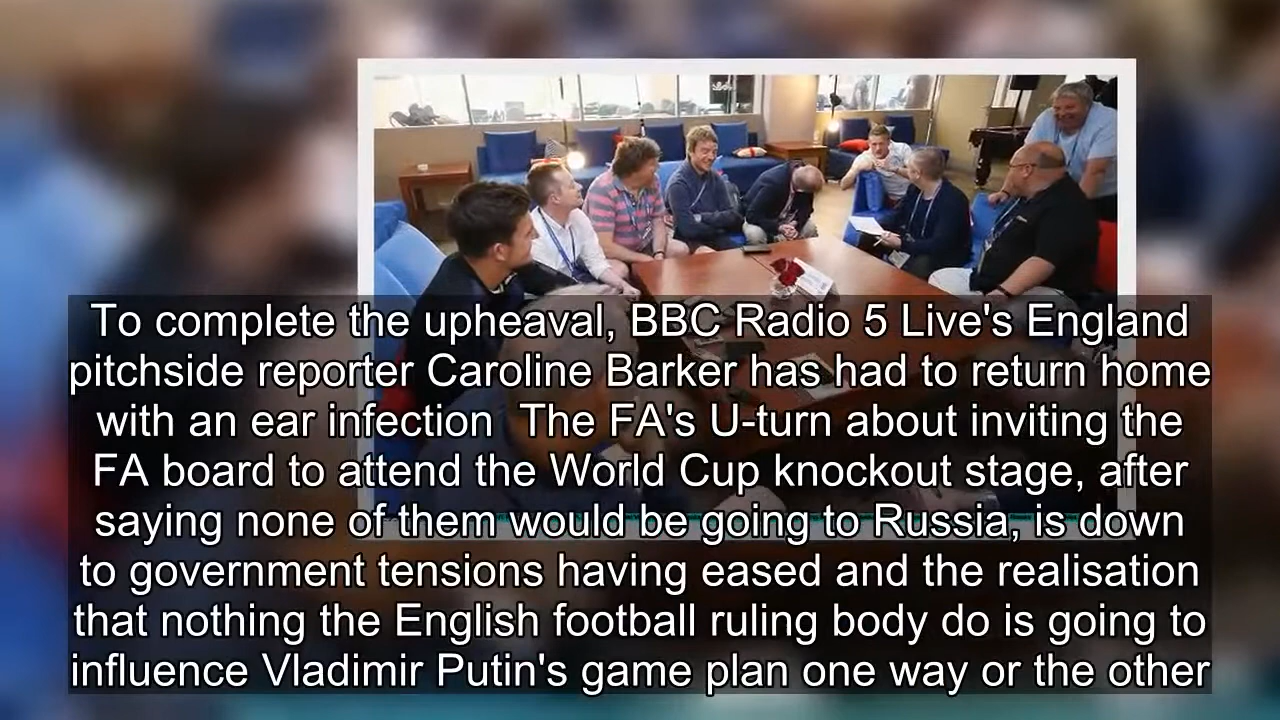 To complete the upheaval, BBC Radio 5 Live's England
pitchside reporter Caroline Barker has had to return home
with an ear infection  The FA's U-turn about inviting the
FA board to attend the World Cup knockout stage, after
saying none of them would be going to Russia, is down
to government tensions having eased and the realisation
that nothing the English football ruling body do is going to
influence Vladimir Putin's game plan one way or the other